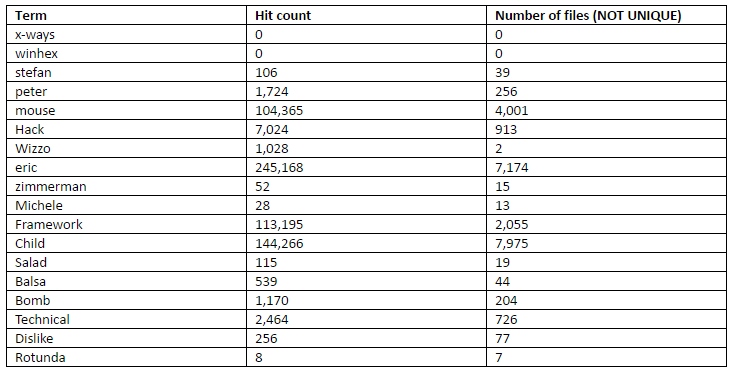 Term Hit count Number of files (NOT UNIQUE)
x-ways 0 0
winhex 0 0
stefan 106 39
peter 1,724 256
mouse 104,365 4,001
Hack 7,024 913
Wizzo 1,028 2
eric 245,168 7,174
zimmerman 52 15
Michele 28 13
Framework 113,195 2,055
Child 144,266 7,975
Salad 115 19
Balsa 539 44
Bomb 1,170 204
Technical 2,464 726
Dislike 256 77
Rotunda 8 7